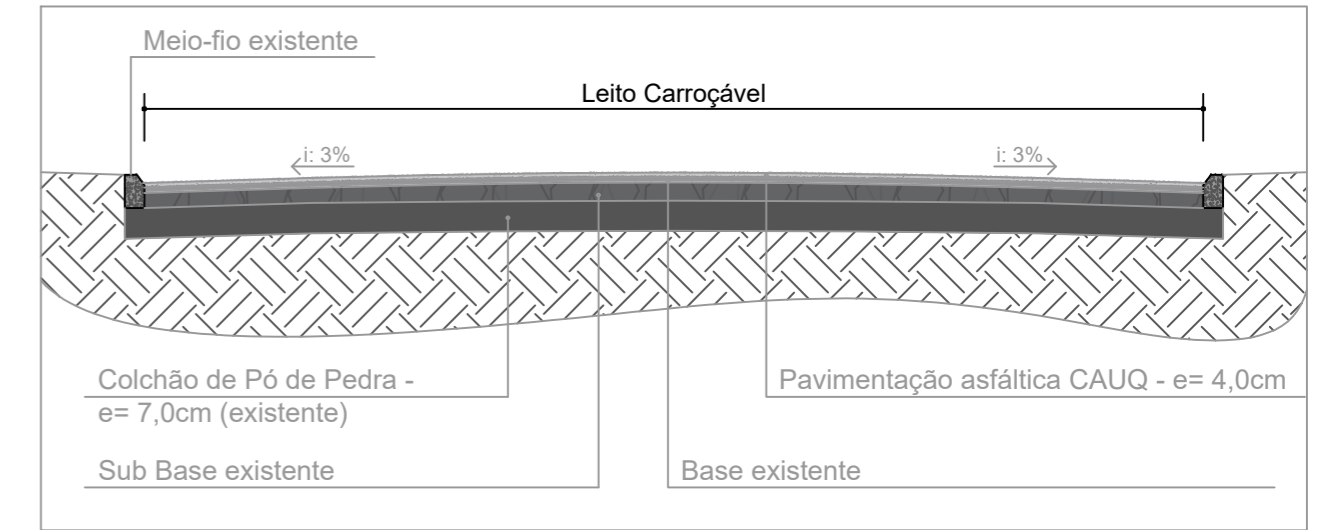 Meio-fio existente
Leito Carroçável
i: 3%
i: 3%
Colchão de Pó de Pedra -
e= 7,0cm (existente)
Pavimentação asfáltica CAUQ - e= 4,0cm
Sub Base existente
Base existente